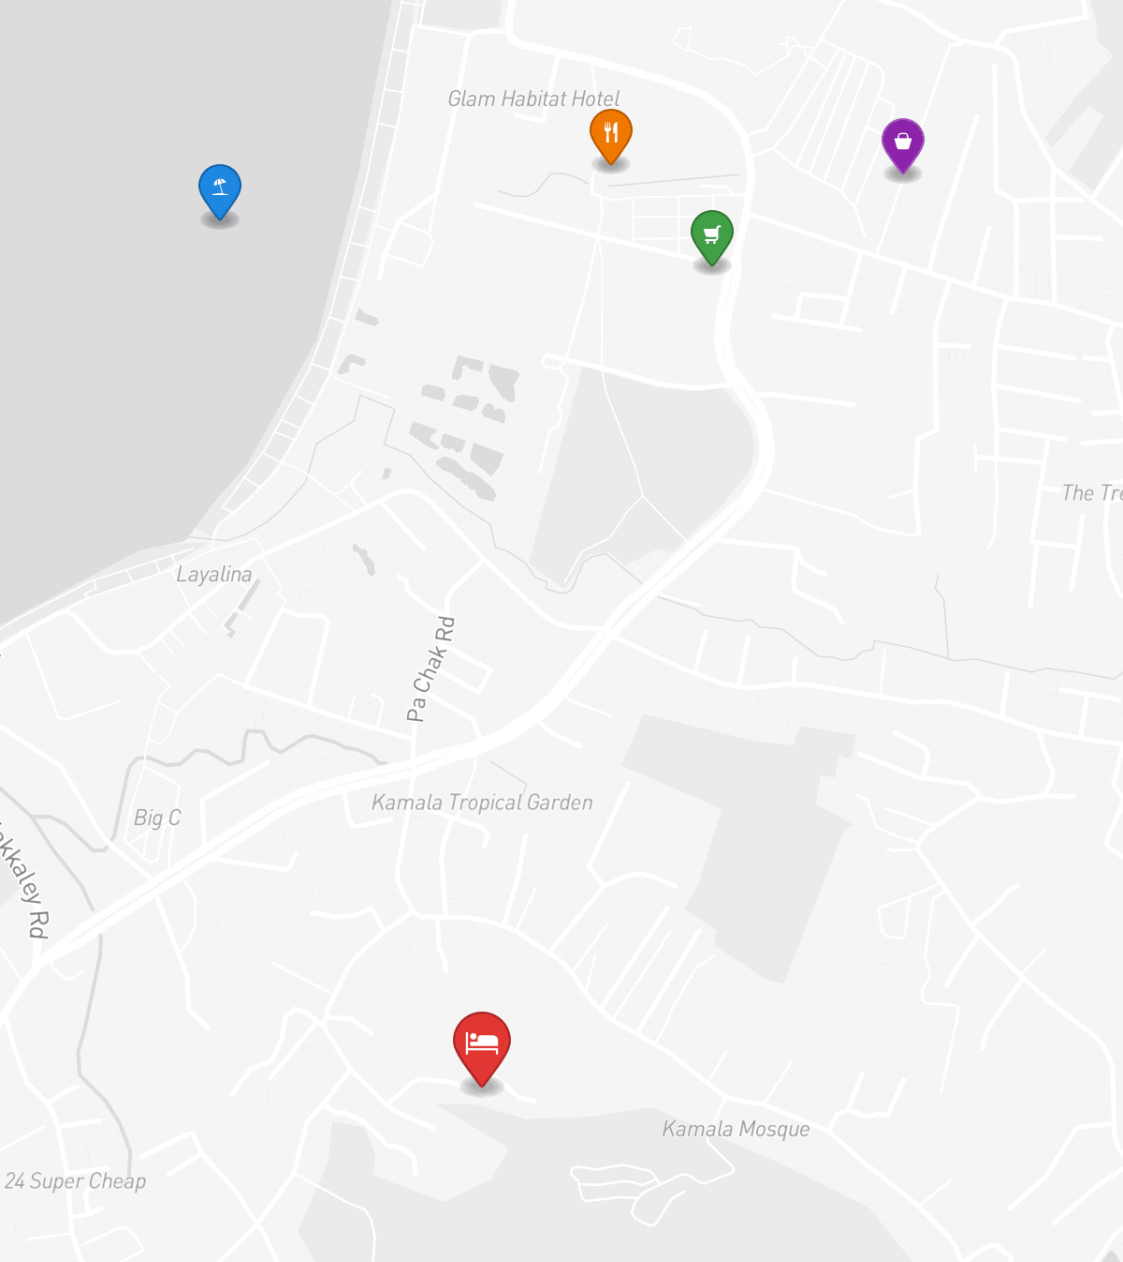 Glam Habitat Hotel
The Tre
Layalina
Pa Chak Rd
Kamala Tropical Garden
Big C
kkaley Rd
Kamala Mosque
24 Super Cheap